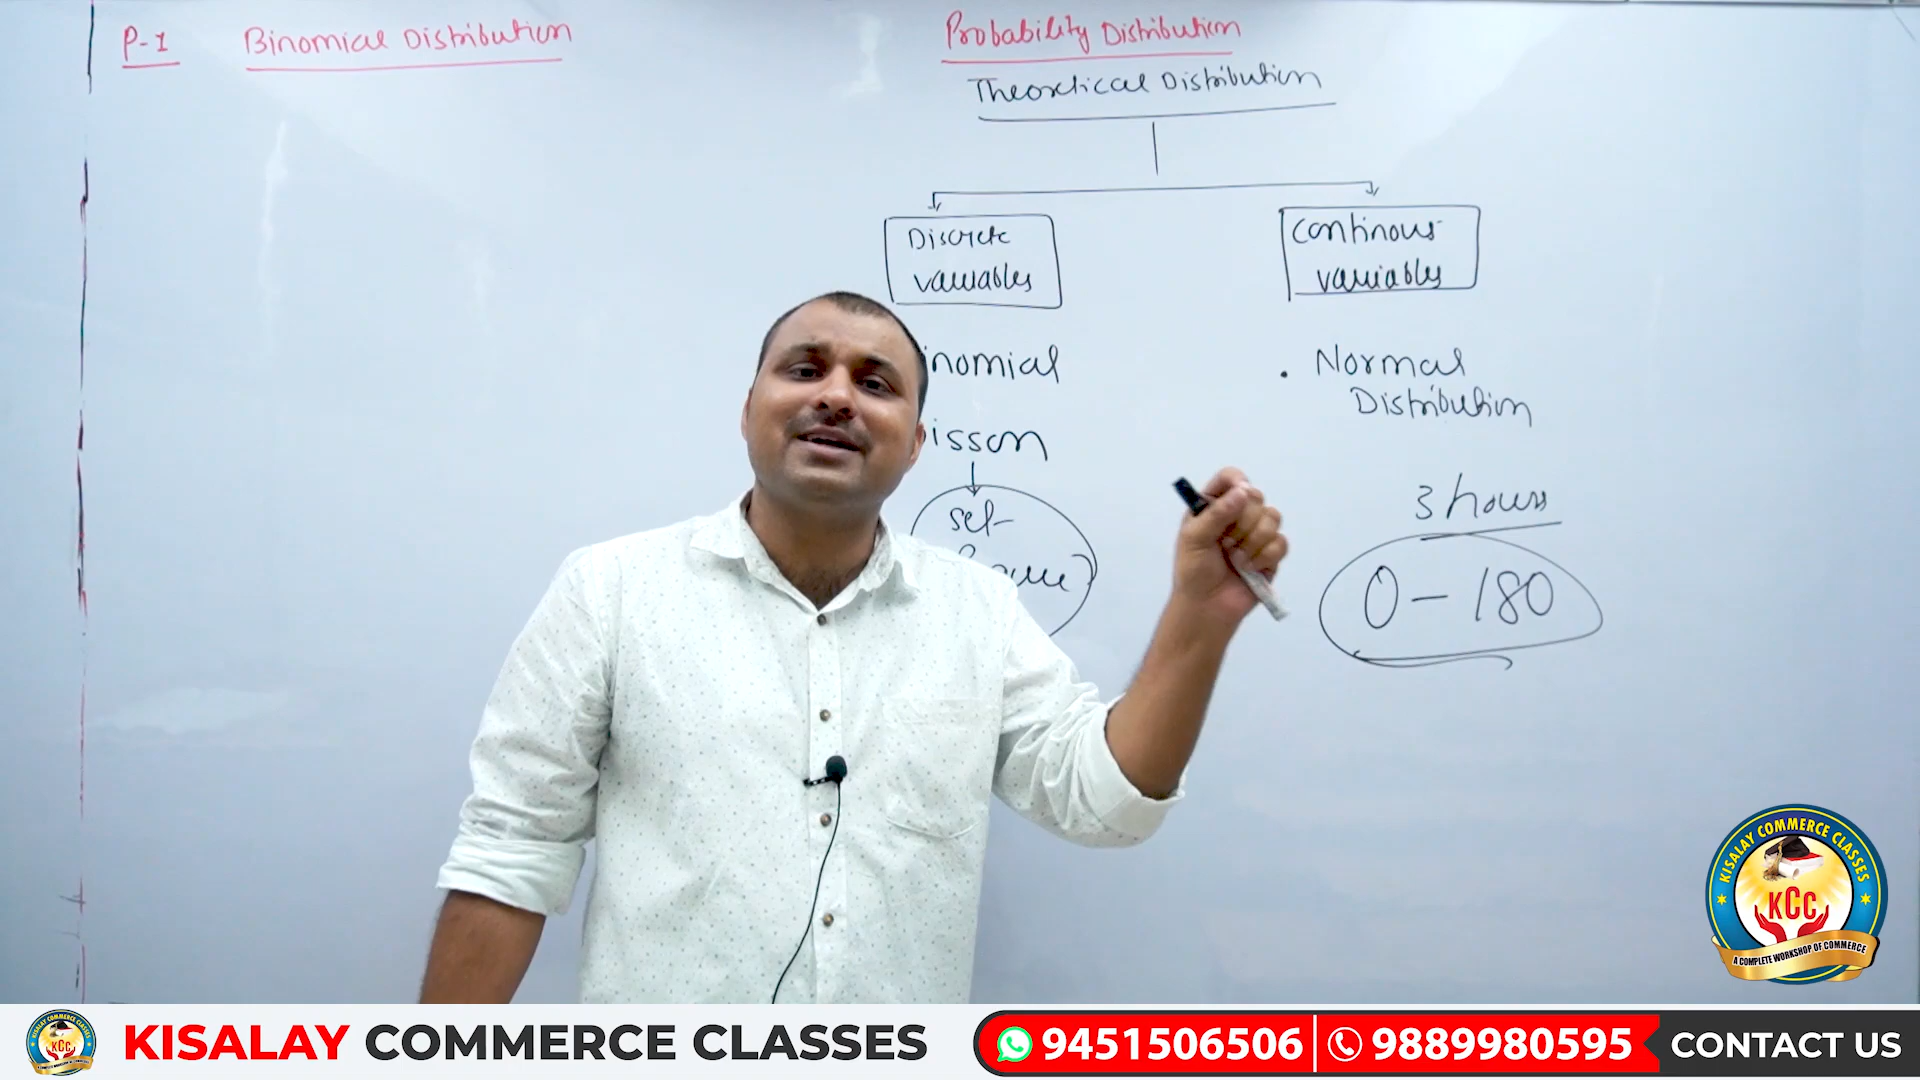 P-1 Binomial Distribution
Probability Distribution
Theoretical Distribution
Discrete
variables
Continous
variables
inomial
isson
sel-
• Normal
Distribution
3 hours
0 - 180
KISALAY COMMERCE CLASSES
KCC
A COMPLETE WORKSHOP OF COMMERCE
KISALAY COMMERCE CLASSES
9451506506
9889980595
CONTACT US